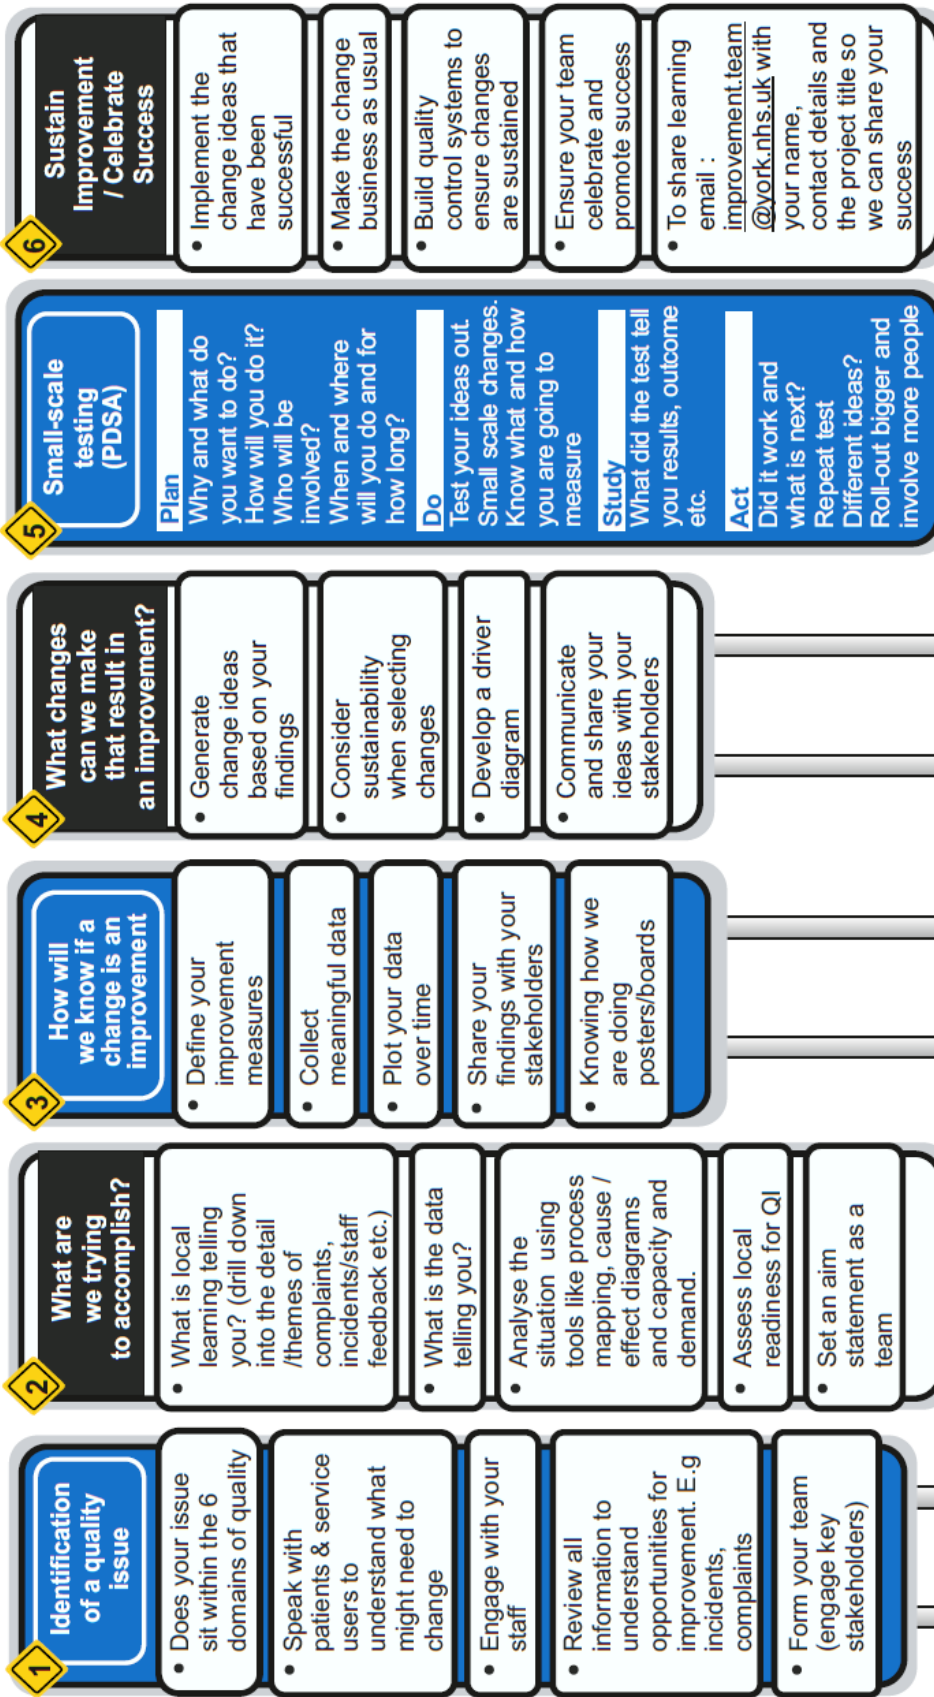 1
Identification
of a quality
issue
• Does your issue
sit within the 6
domains of quality
• Speak with
patients & service
users to
understand what
might need to
change
• Engage with your
staff
• Review all
information to
understand
opportunities for
improvement. E.g
incidents,
complaints
• Form your team
(engage key
stakeholders)
2
What are
we trying
to accomplish?
• What is local
learning telling
you? (drill down
into the detail
/themes of
complaints,
incidents/staff
feedback etc.)
• What is the data
telling you?
• Analyse the
situation using
tools like process
mapping, cause /
effect diagrams
and capacity and
demand.
• Assess local
readiness for QI
• Set an aim
statement as a
team
3
How will
we know if a
change is an
improvement
• Define your
improvement
measures
• Collect
meaningful data
• Plot your data
over time
• Share your
findings with your
stakeholders
• Knowing how we
are doing
posters/boards
4
What changes
can we make
that result in
an improvement?
• Generate
change ideas
based on your
findings
• Consider
sustainability
when selecting
changes
• Develop a driver
diagram
• Communicate
and share your
ideas with your
stakeholders
5
Small-scale
testing
(PDSA)
Plan
Why and what do
you want to do?
How will you do it?
Who will be
involved?
When and where
will you do and for
how long?
Do
Test your ideas out.
Small scale changes.
Know what and how
you are going to
measure
Study
What did the test tell
you results, outcome
etc.
Act
Did it work and
what is next?
Repeat test
Different ideas?
Roll-out bigger and
involve more people
6
Sustain
Improvement
/ Celebrate
Success
• Implement the
change ideas that
have been
successful
• Make the change
business as usual
• Build quality
control systems to
ensure changes
are sustained
• Ensure your team
celebrate and
promote success
• To share learning
email :
improvement.team
@york.nhs.uk with
your name,
contact details and
the project title so
we can share your
success